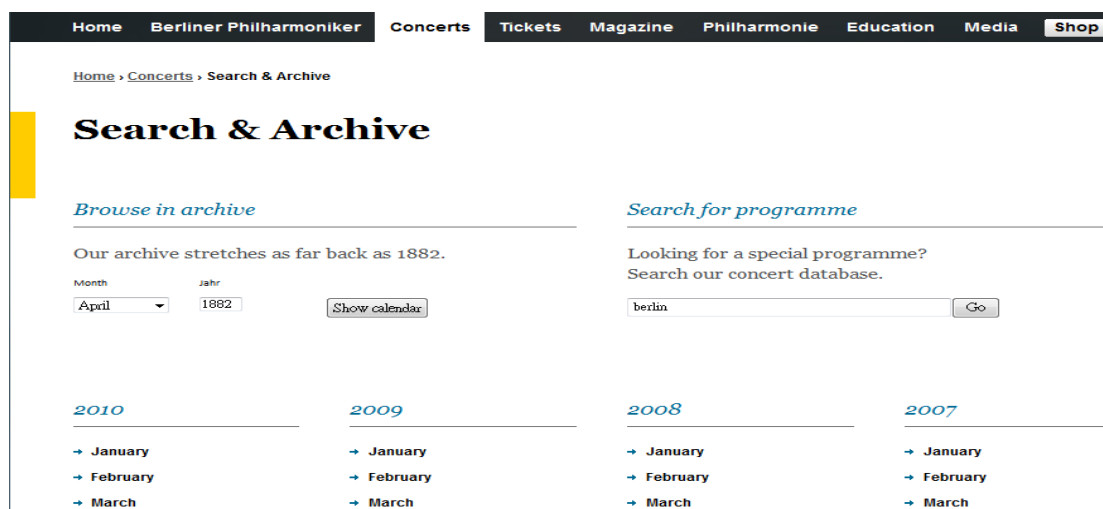 Home Berliner Philharmoniker Concerts Tickets Magazine Philharmonie Education Media Shop
Home › Concerts › Search & Archive
Search & Archive
Browse in archive
Our archive stretches as far back as 1882.
Month Jahr
April 1882 Show calendar
Search for programme
Looking for a special programme?
Search our concert database.
berlin Go
2010 2009 2008 2007
→ January → January → January → January
→ February → February → February → February
→ March → March → March → March